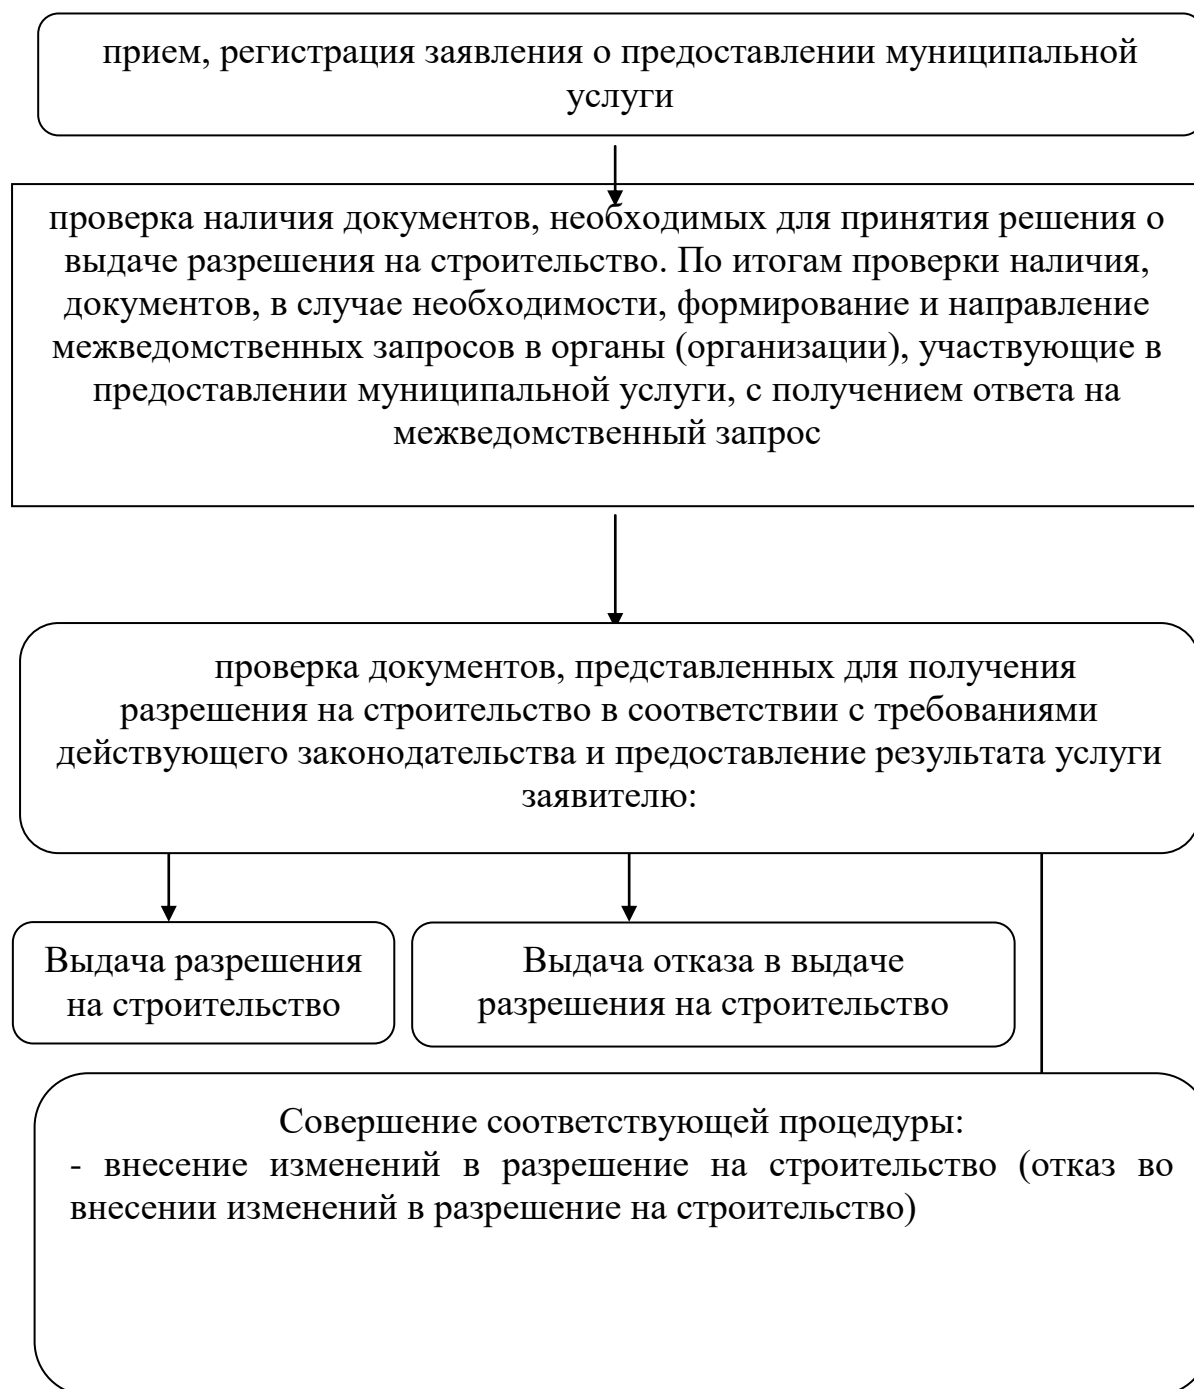 прием, регистрация заявления о предоставлении муниципальной
услуги
проверка наличия документов, необходимых для принятия решения о
выдаче разрешения на строительство. По итогам проверки наличия,
документов, в случае необходимости, формирование и направление
межведомственных запросов в органы (организации), участвующие в
предоставлении муниципальной услуги, с получением ответа на
межведомственный запрос
проверка документов, представленных для получения
разрешения на строительство в соответствии с требованиями
действующего законодательства и предоставление результата услуги
заявителю:
Выдача разрешения
на строительство
Выдача отказа в выдаче
разрешения на строительство
Совершение соответствующей процедуры:
- внесение изменений в разрешение на строительство (отказ во
внесении изменений в разрешение на строительство)